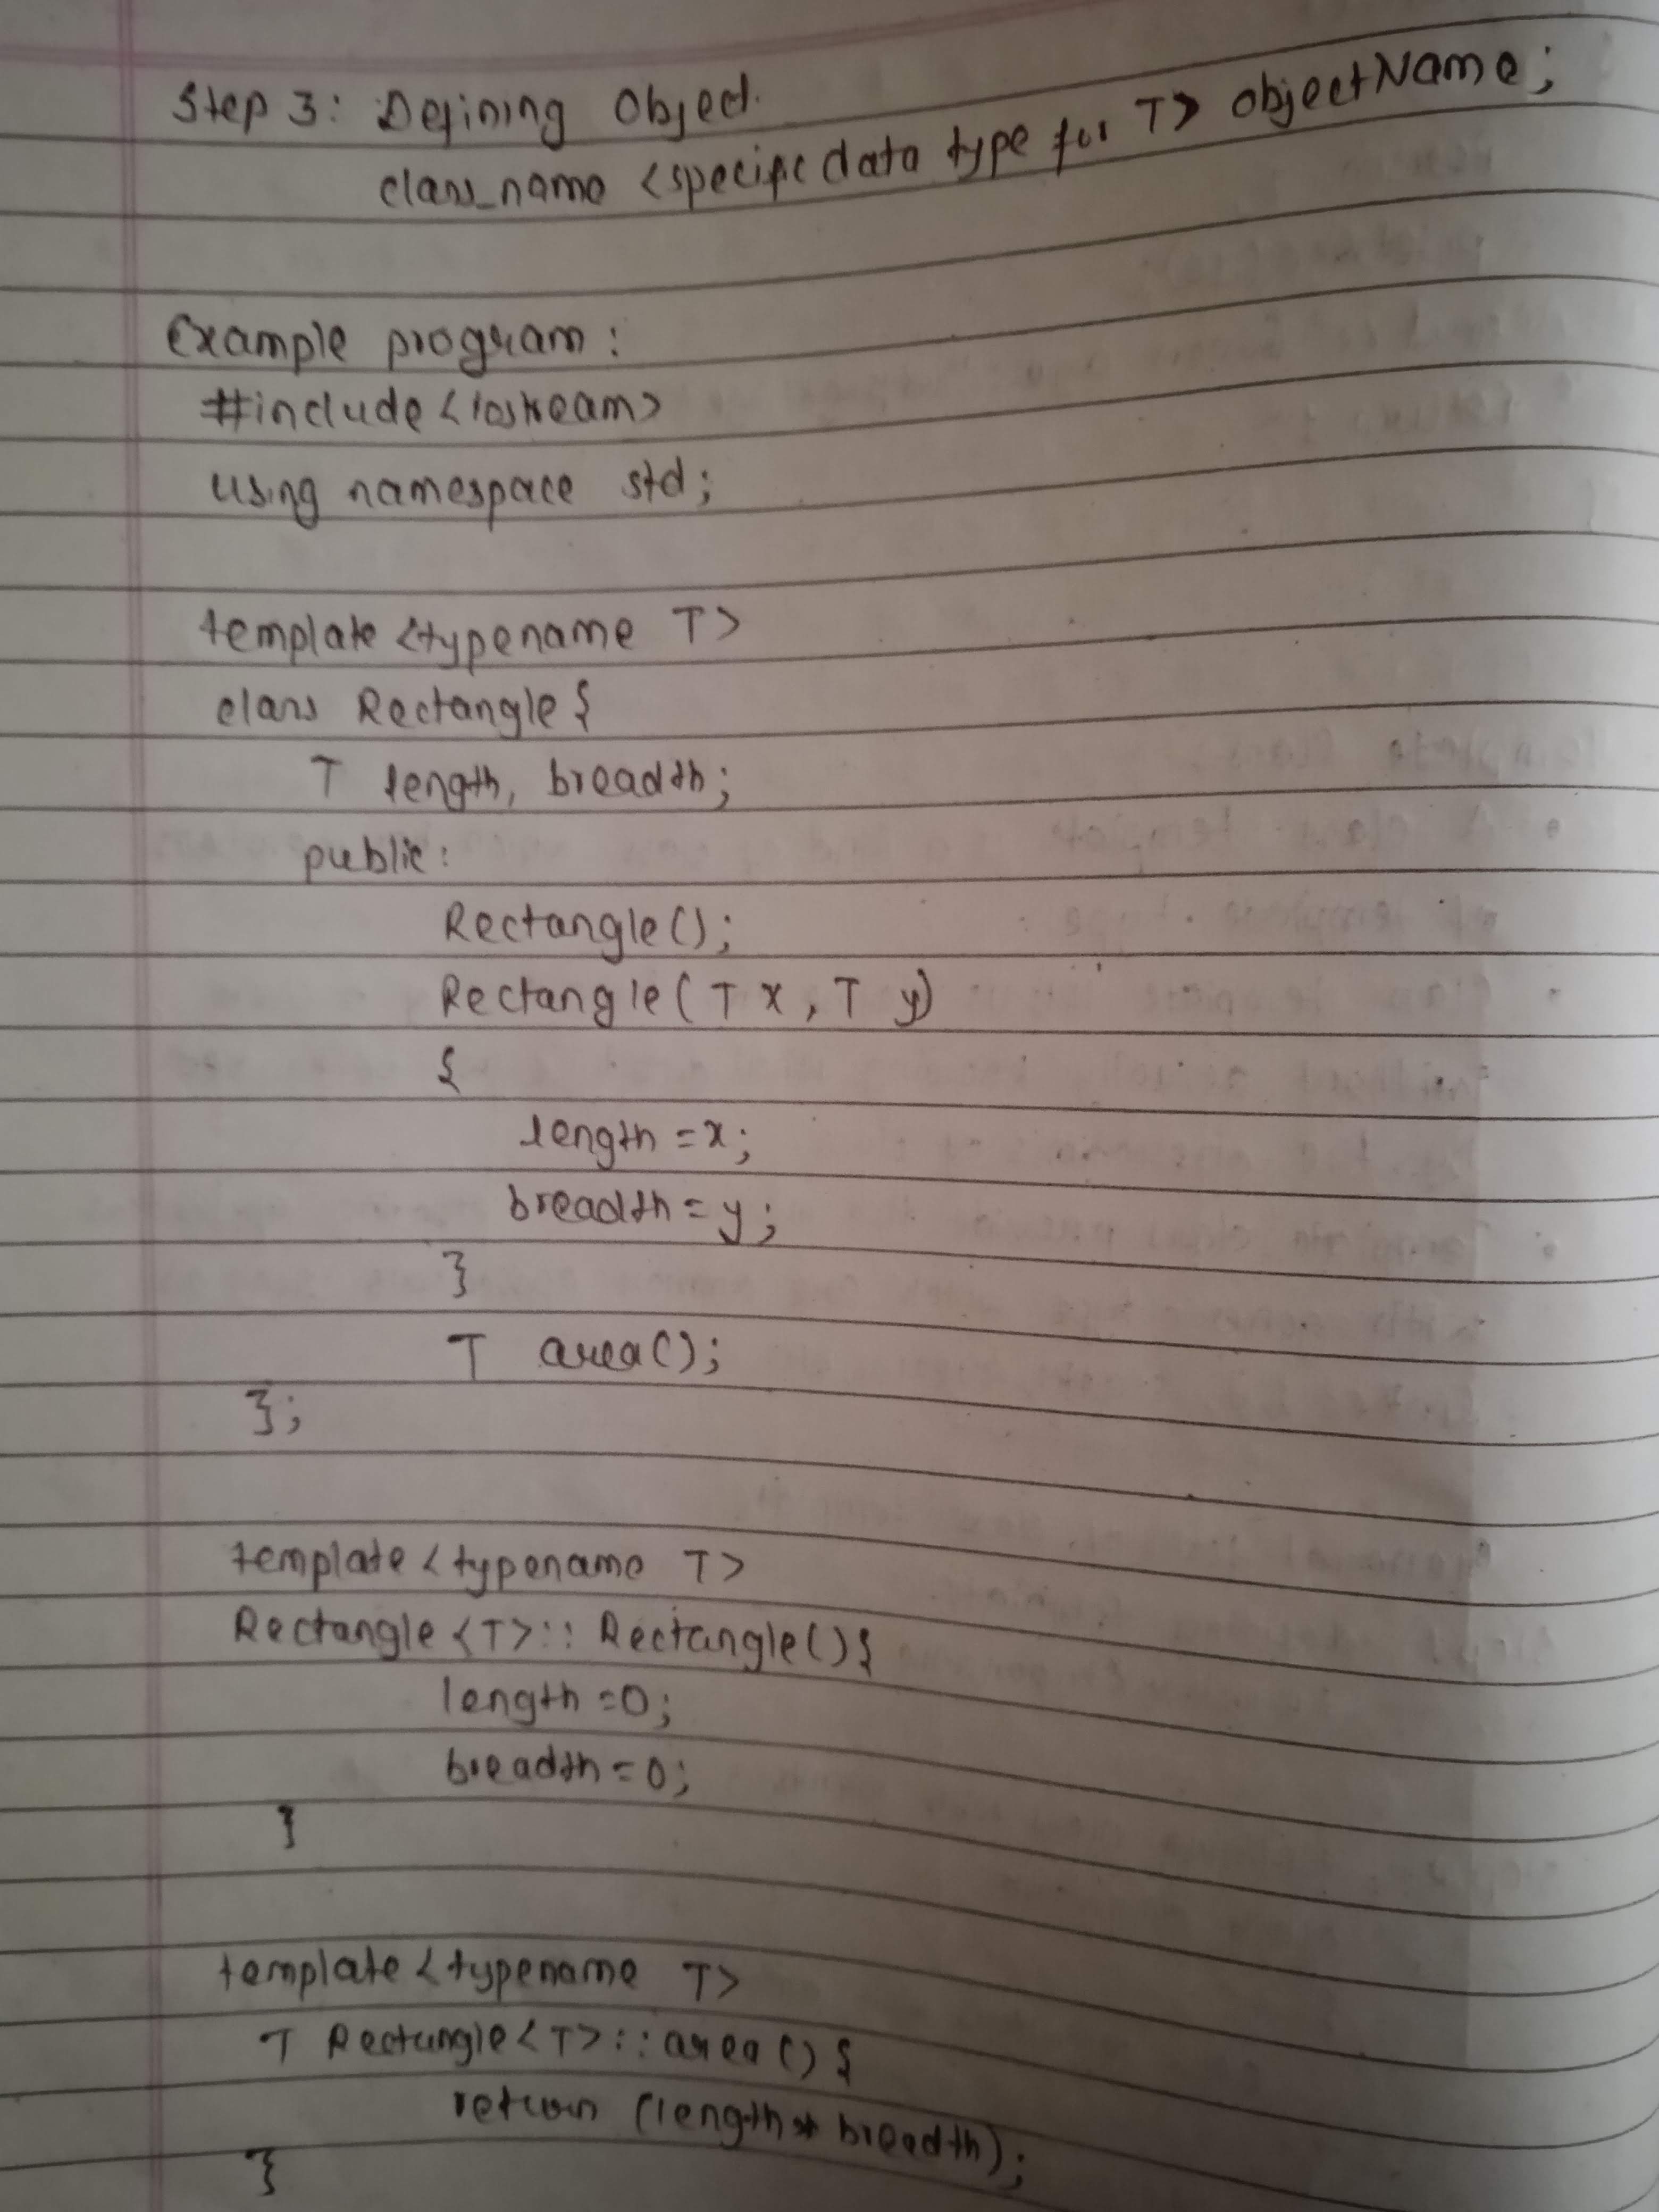 Step 3: Defining Object.
class_name <specific data type for T> objectName;
Example program:
#include <iostream>
using namespace std;
template <typename T>
class Rectangle {
T length, breadth;
public:
Rectangle();
Rectangle(T x, T y)
{
length = x;
breadth = y;
}
T area();
};
template <typename T>
Rectangle <T>:: Rectangle() {
length = 0;
breadth = 0;
}
template <typename T>
T Rectangle <T>:: area() {
return (length * breadth);
}